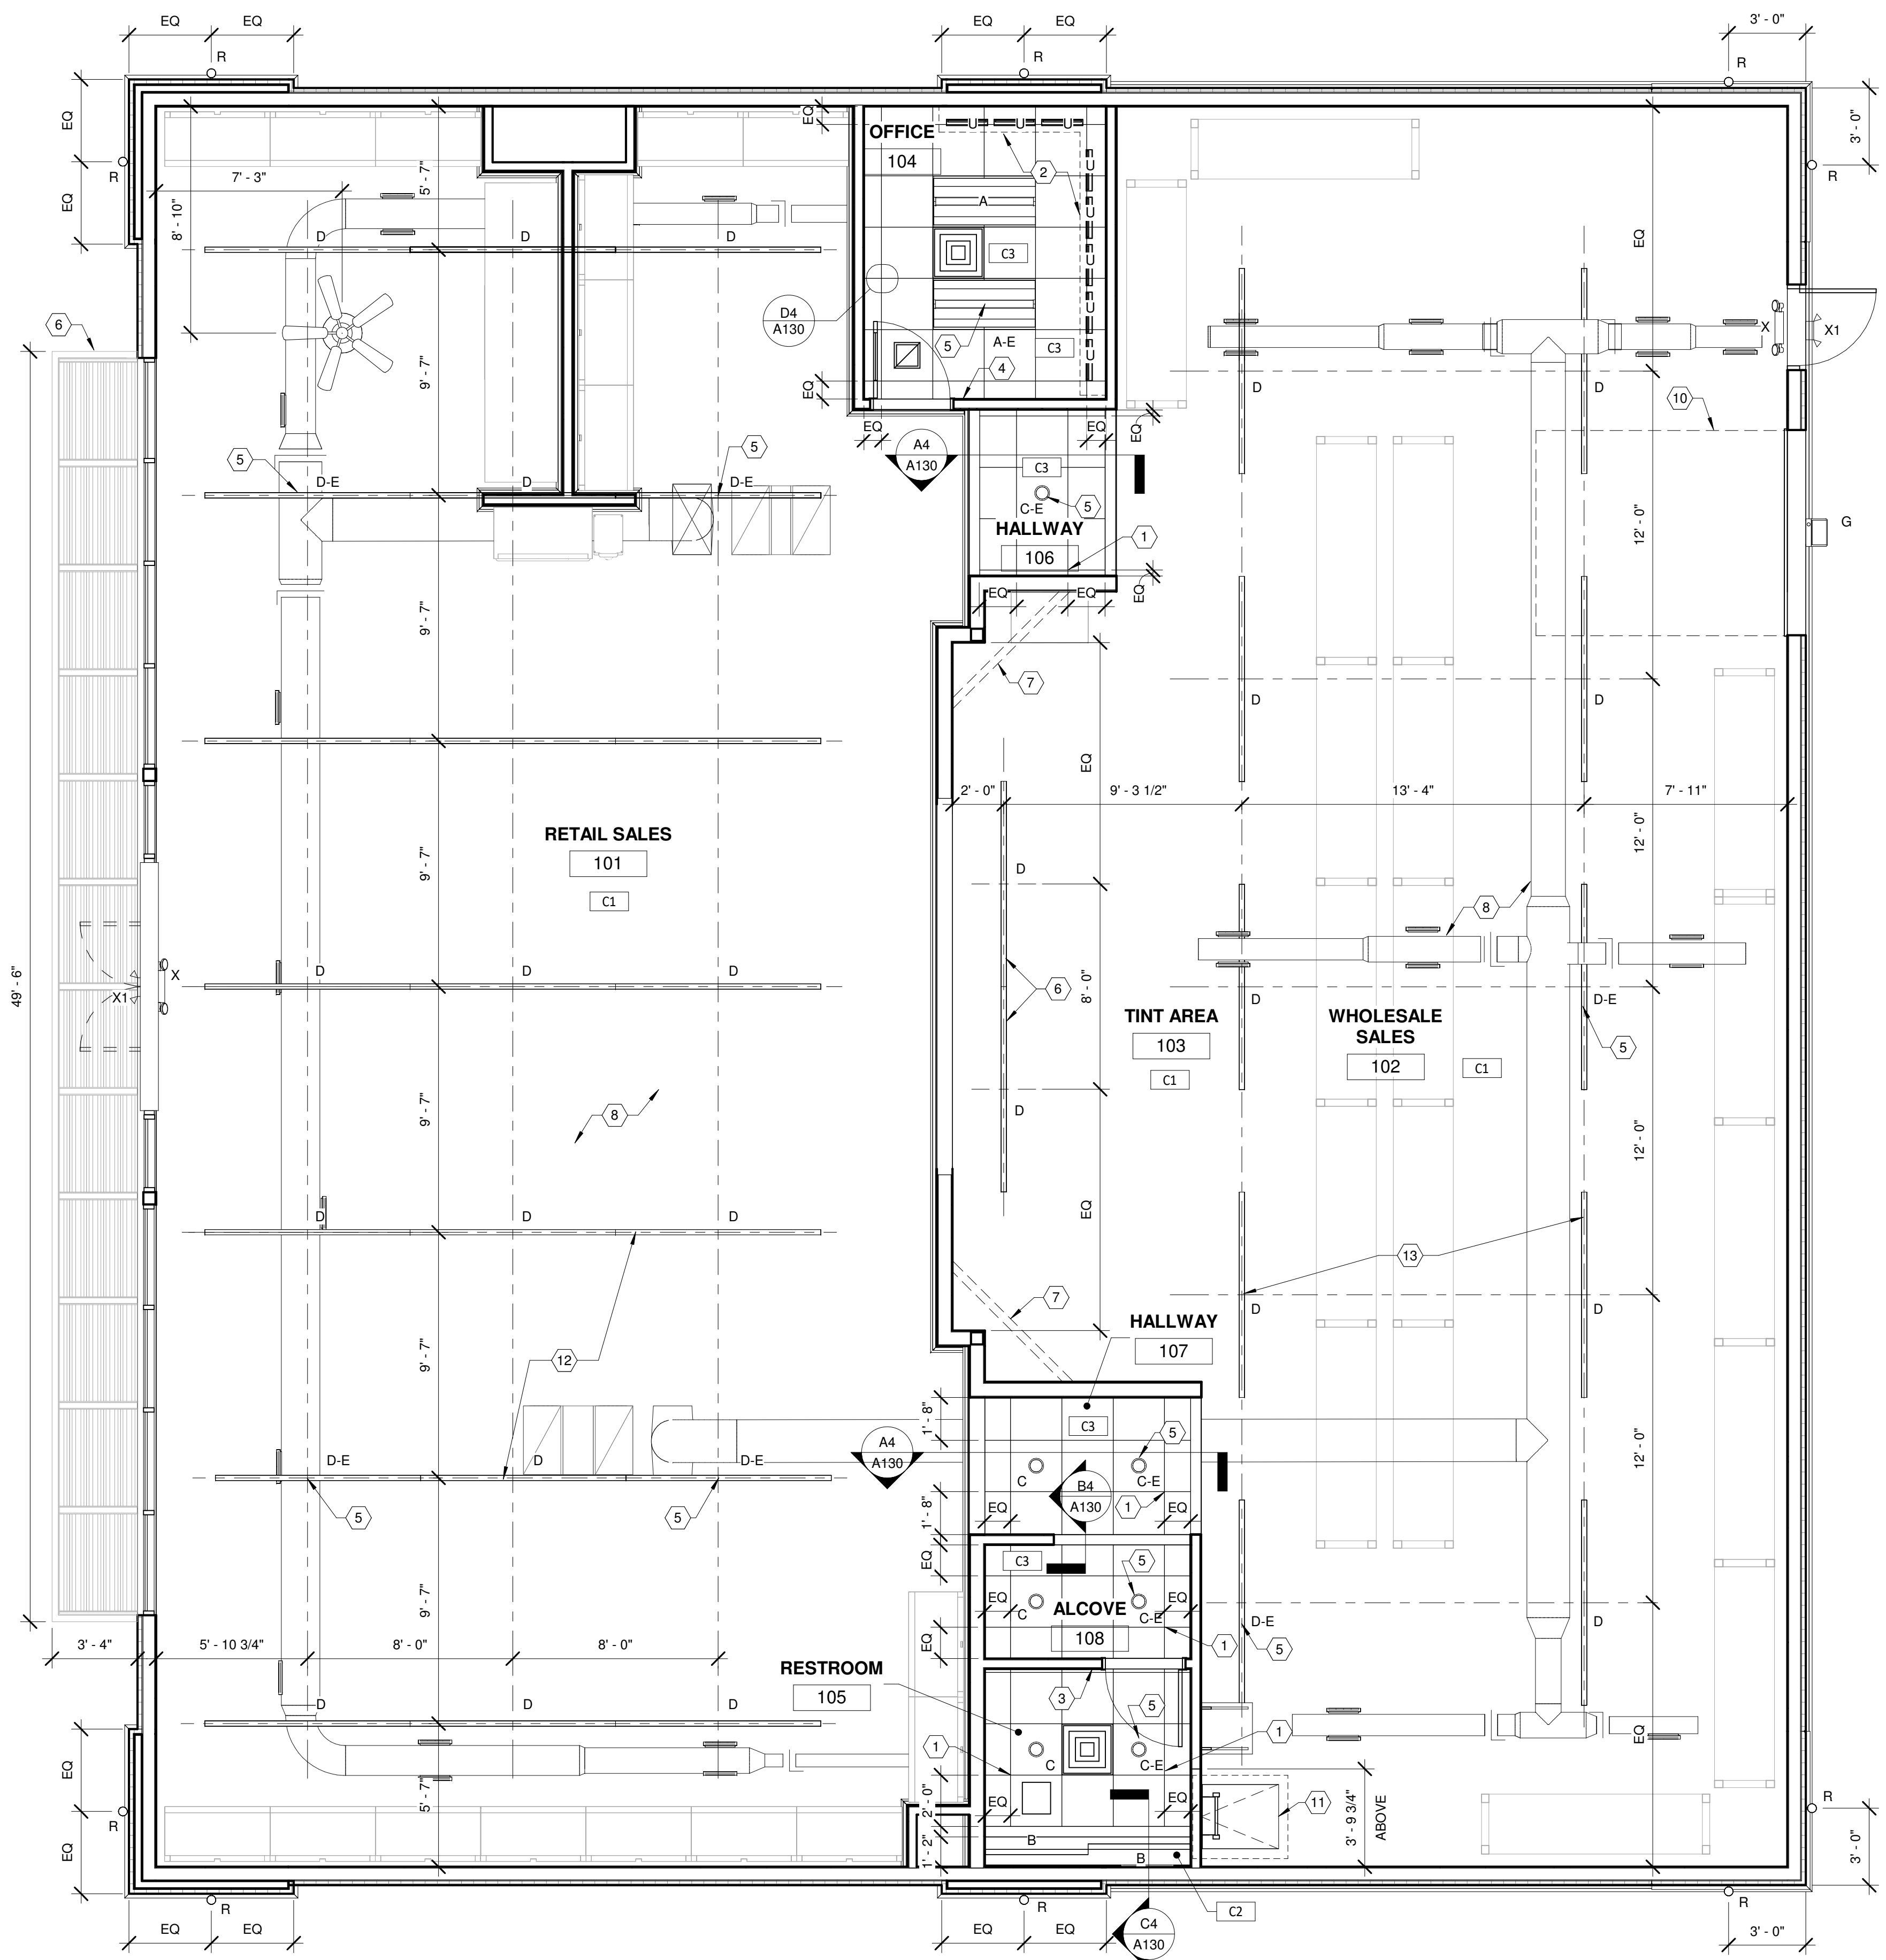 EQ EQ EQ EQ 3' - 0"
R R R
EQ 3' - 0"
EQ
R R
7' - 3"
8' - 10"
5' - 7"
EQ
OFFICE
104
U U U
2
U
U
U
U
U
A
C3
D D D
D4
A130
5
A-E
C3
4
EQ
EQ EQ
EQ
6
9' - 7"
EQ
X X1
D D
10
A4
A130
C3
C-E
5
HALLWAY
106
1
EQ
EQ EQ
5 5
D-E D D-E
12' - 0"
G
9' - 7"
7
D D
EQ
2' - 0" 9' - 3 1/2" 13' - 4" 7' - 11"
RETAIL SALES
101
C1
9' - 7"
12' - 0"
D
8
49' - 6"
X
X1
D D D
6
8' - 0"
D D-E
TINT AREA
103
C1
WHOLESALE
SALES
102
C1
5
9' - 7"
8
D
12' - 0"
EQ
D D D
13
7
D D
HALLWAY
107
9' - 7"
12
1' - 8"
C3
5
12' - 0"
A4
A130
D-E D D-E
C
B4
A130
C-E
1
1' - 8"
EQ EQ
5 5
EQ
C3
5
EQ EQ
C
ALCOVE
C-E
108
1
D-E
5
D
9' - 7"
EQ
3' - 4" 5' - 10 3/4" 8' - 0" 8' - 0"
RESTROOM
105
3
5
D D D
1
1
C C-E
EQ
EQ
EQ
5' - 7"
2' - 0"
EQ EQ
1' - 2"
B
B
11
3' - 9 3/4"
ABOVE
R
R
3' - 0"
EQ
C2
R R R
C4
A130
EQ EQ EQ EQ 3' - 0"